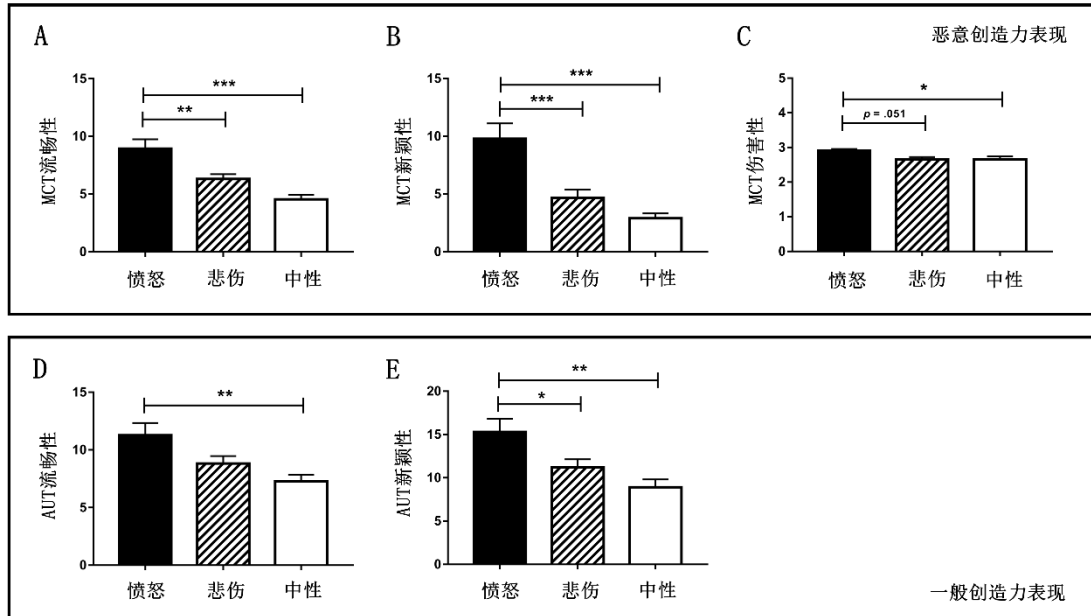 A
MCT流畅性
15
10
5
0
***
**
愤怒
悲伤
中性
B
MCT新颖性
15
10
5
0
***
***
愤怒
悲伤
中性
C
恶意创造力表现
MCT伤害性
5
4
3
2
1
0
*
p = .051
愤怒
悲伤
中性
D
AUT流畅性
15
10
5
0
**
愤怒
悲伤
中性
E
AUT新颖性
20
15
10
5
0
**
*
愤怒
悲伤
中性
一般创造力表现